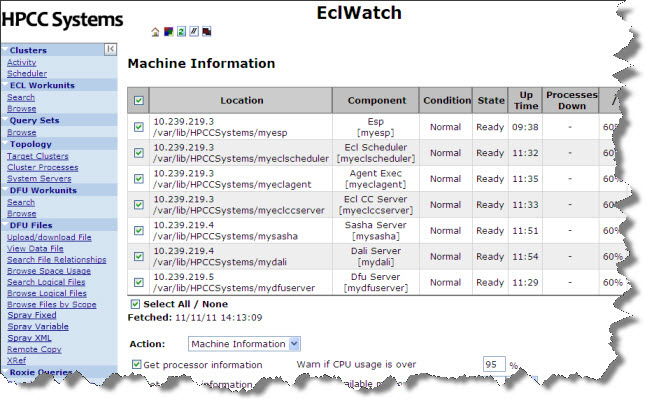 HPCC Systems
EclWatch
Clusters
Activity
Scheduler
ECL Workunits
Search
Browse
Query Sets
Browse
Topology
Target Clusters
Cluster Processes
System Servers
DFU Workunits
Search
Browse
DFU Files
Upload/download File
View Data File
Search File Relationships
Browse Space Usage
Search Logical Files
Browse Logical Files
Browse Files by Scope
Spray Fixed
Spray Variable
Spray XML
Remote Copy
XRef
Roxie Queries
Machine Information
Location Component Condition State Up Time Processes Down /
10.239.219.3 /var/lib/HPCCSystems/myesp Esp [myesp] Normal Ready 09:38 - 60%
10.239.219.3 /var/lib/HPCCSystems/myeclscheduler Ecl Scheduler [myeclscheduler] Normal Ready 11:32 - 60%
10.239.219.3 /var/lib/HPCCSystems/myeclagent Agent Exec [myeclagent] Normal Ready 11:35 - 60%
10.239.219.3 /var/lib/HPCCSystems/myeclccserver Ecl CC Server [myeclccserver] Normal Ready 11:33 - 60%
10.239.219.4 /var/lib/HPCCSystems/mysasha Sasha Server [mysasha] Normal Ready 11:51 - 60%
10.239.219.4 /var/lib/HPCCSystems/mydali Dali Server [mydali] Normal Ready 11:54 - 60%
10.239.219.5 /var/lib/HPCCSystems/mydfuserver Dfu Server [mydfuserver] Normal Ready 11:29 - 60%
Select All / None
Fetched: 11/11/11 14:13:09
Action: Machine Information
Get processor information Warn if CPU usage is over 95 %
information